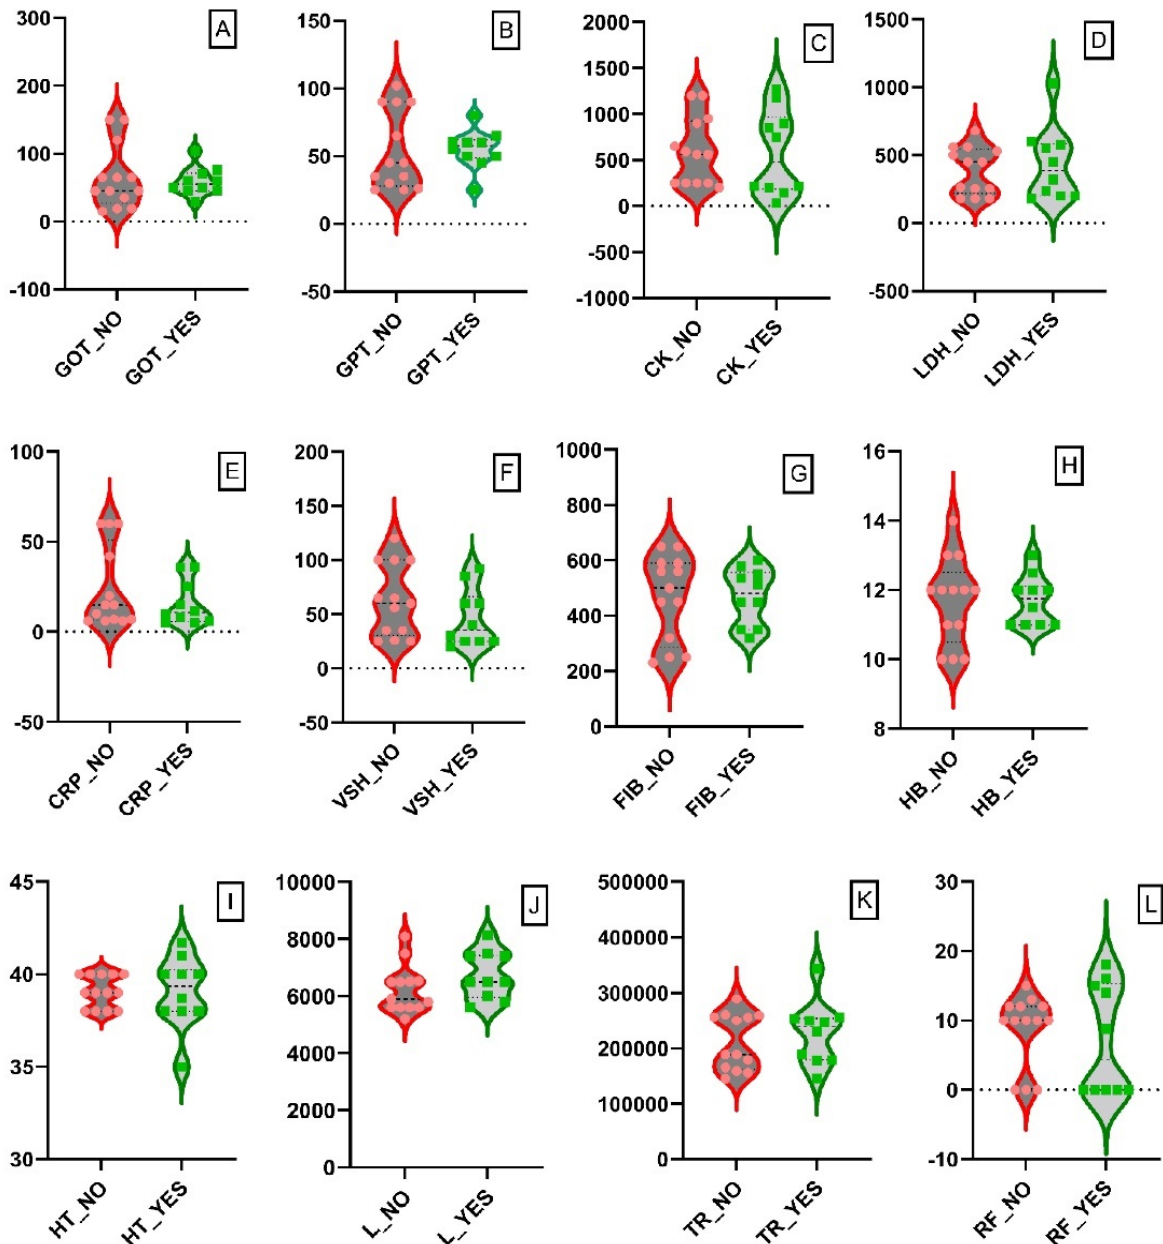 A
300
200
100
0
-100
GOT_NO
GOT_YES
B
150
100
50
0
-50
GPT_NO
GPT_YES
C
2000
1500
1000
500
0
-500
-1000
CK_NO
CK_YES
D
1500
1000
500
0
-500
LDH_NO
LDH_YES
E
100
50
0
-50
CRP_NO
CRP_YES
F
200
150
100
50
0
-50
VSH_NO
VSH_YES
G
1000
800
600
400
200
0
FIB_NO
FIB_YES
H
16
14
12
10
8
HB_NO
HB_YES
I
45
40
35
30
HT_NO
HT_YES
J
10000
8000
6000
4000
2000
0
L_NO
L_YES
K
500000
400000
300000
200000
100000
0
TR_NO
TR_YES
L
30
20
10
0
-10
RF_NO
RF_YES